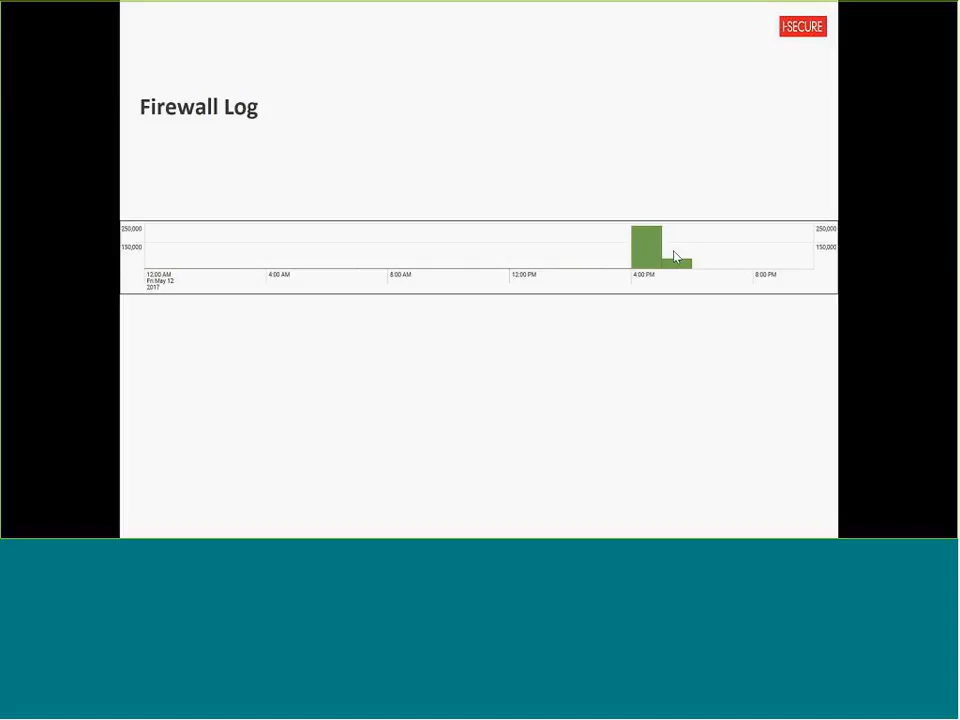 I-SECURE
Firewall Log
250,000 250,000
150,000 150,000
12:00 AM 4:00 AM 8:00 AM 12:00 PM 4:00 PM 8:00 PM
Fri May 12
2017